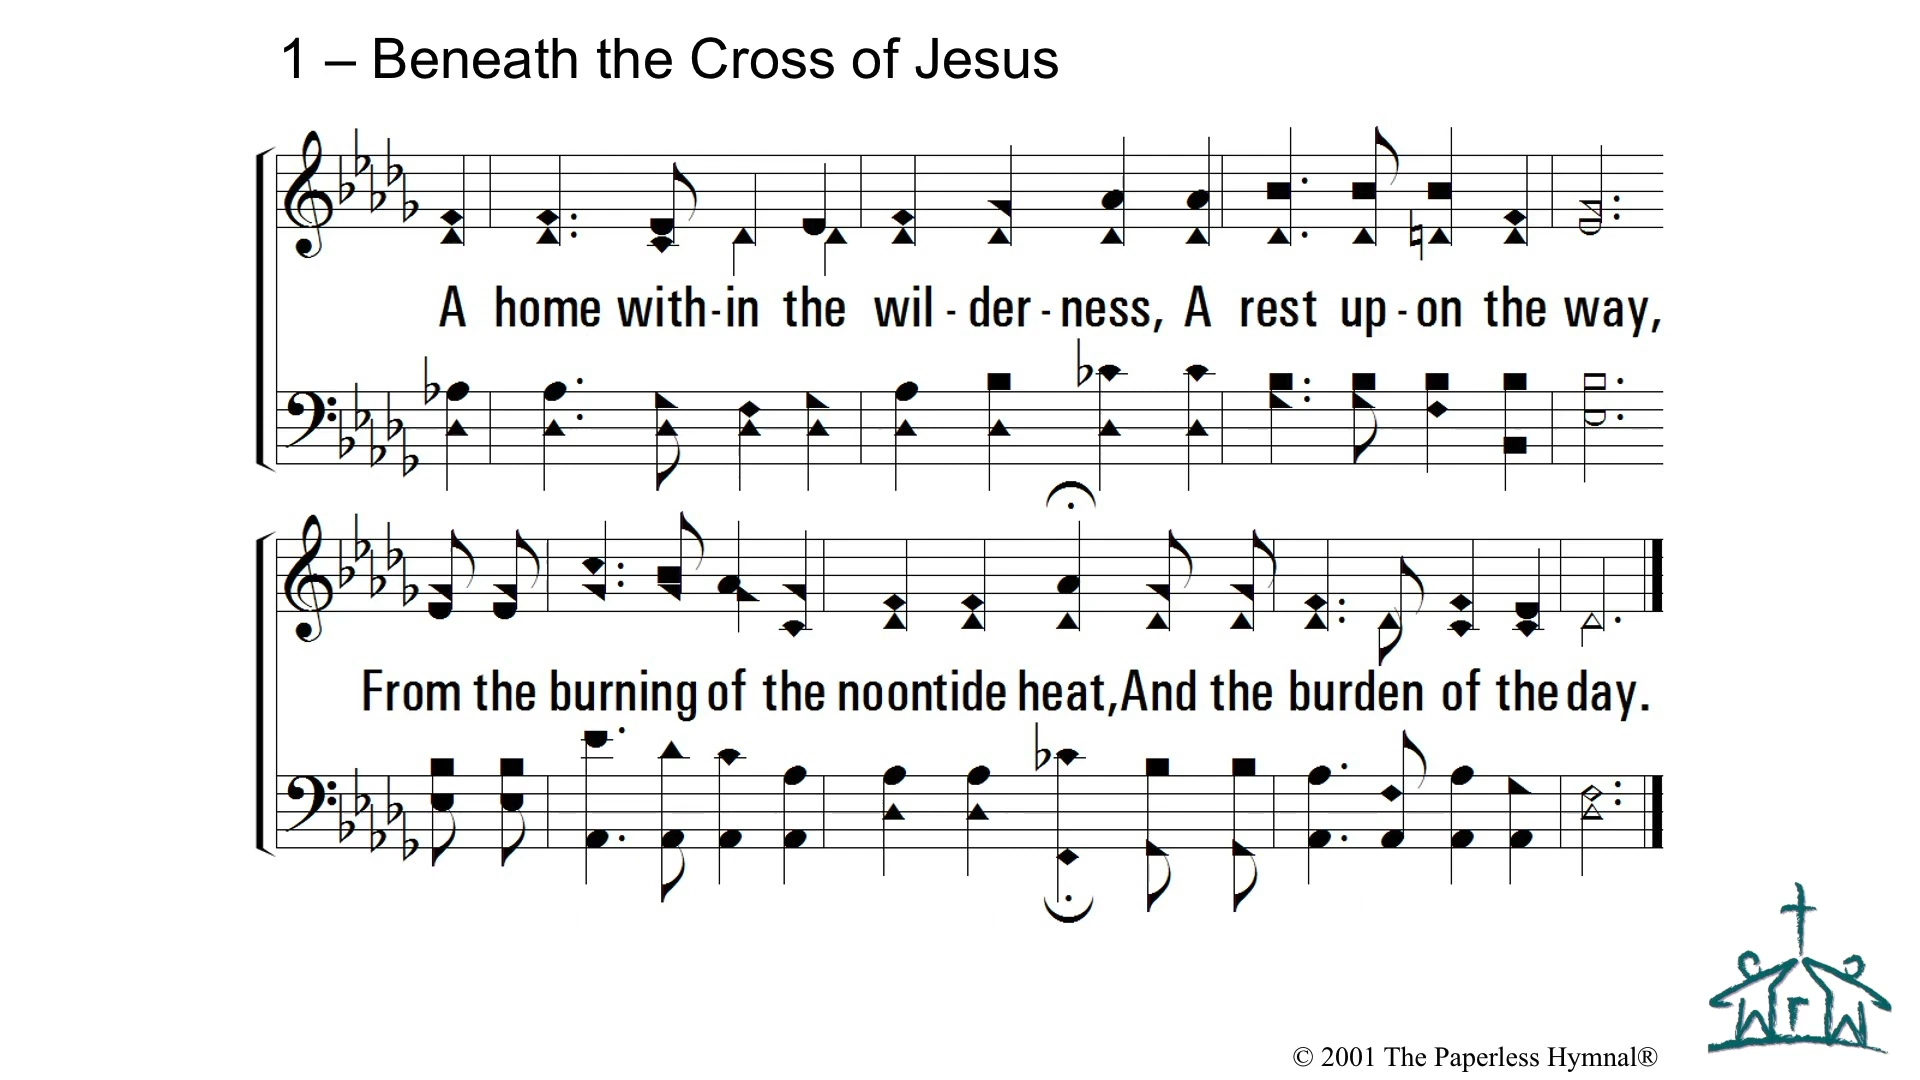 1 – Beneath the Cross of Jesus
A home with-in the wil - der - ness, A rest up - on the way,
From the burning of the noontide heat, And the burden of the day.
© 2001 The Paperless Hymnal®